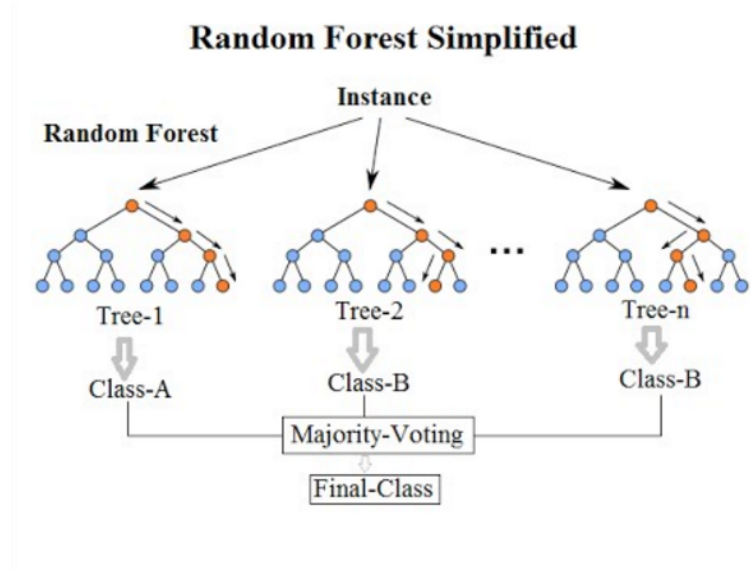 Random Forest Simplified
Instance
Random Forest
...
Tree-1
Tree-2
Tree-n
Class-A
Class-B
Class-B
Majority-Voting
Final-Class